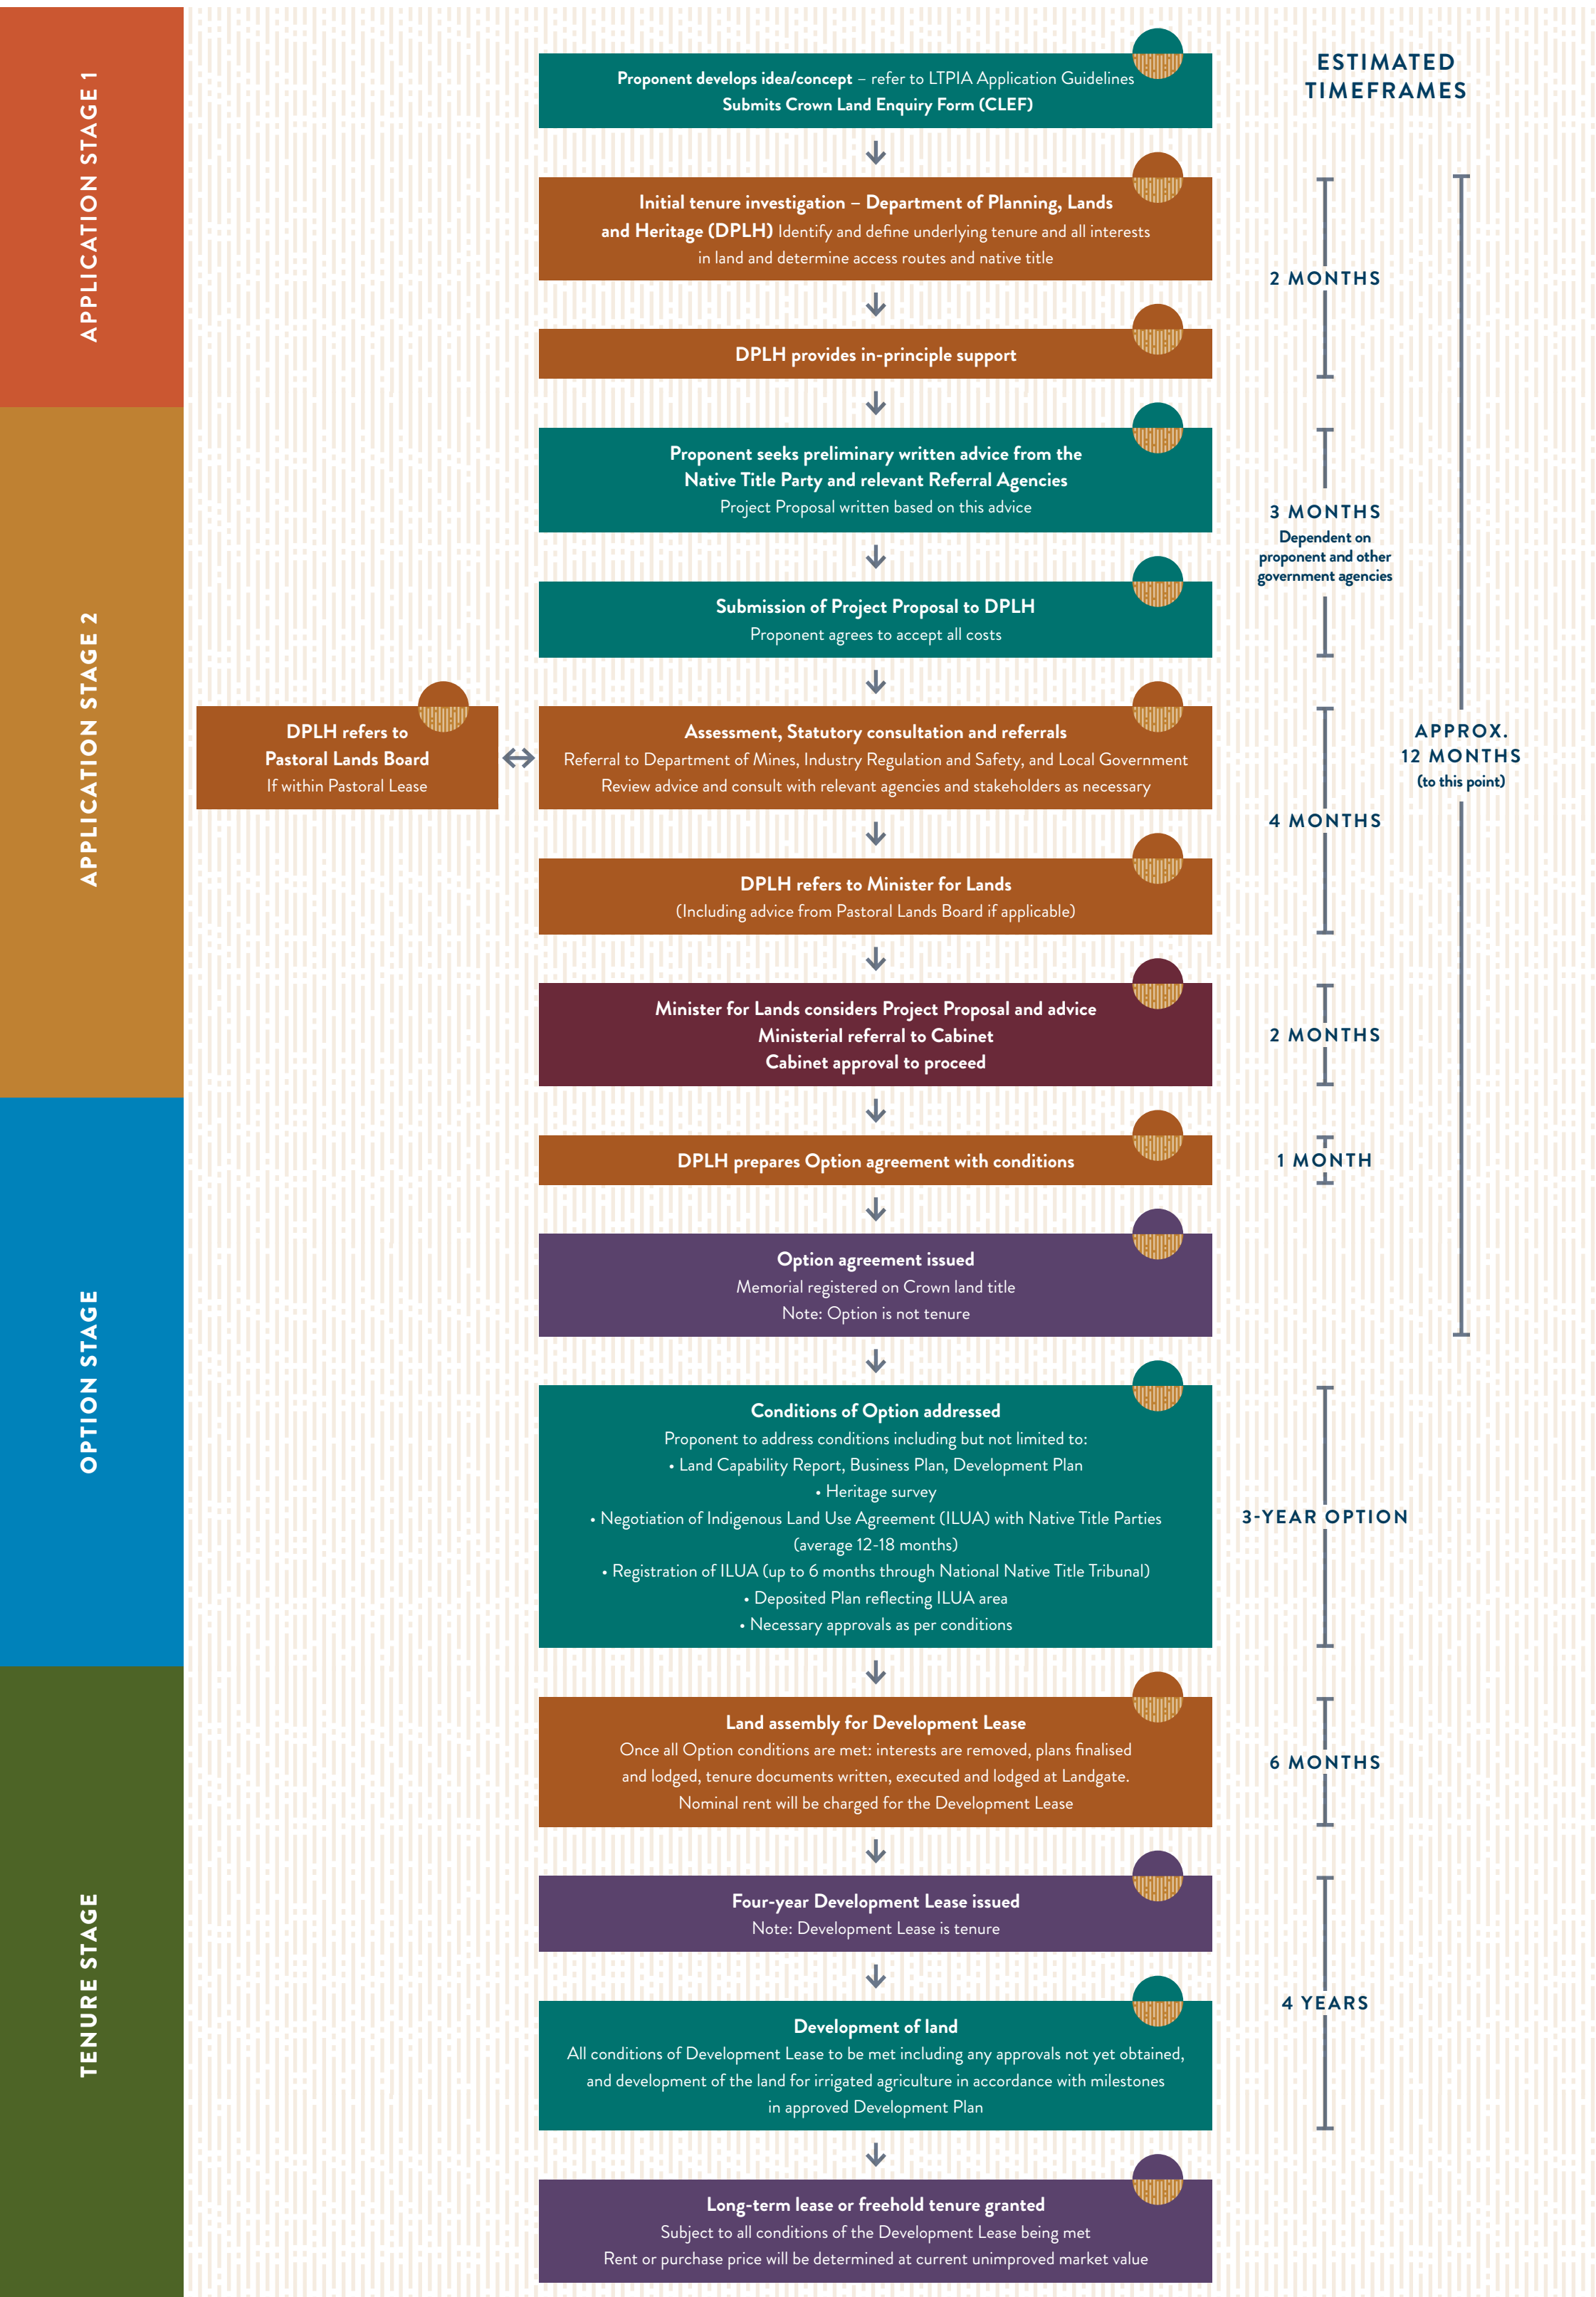 APPLICATION STAGE 1
Proponent develops idea/concept – refer to LTPIA Application Guidelines
Submits Crown Land Enquiry Form (CLEF)
ESTIMATED
TIMEFRAMES
Initial tenure investigation – Department of Planning, Lands
and Heritage (DPLH) Identify and define underlying tenure and all interests
in land and determine access routes and native title
2 MONTHS
DPLH provides in-principle support
APPLICATION STAGE 2
Proponent seeks preliminary written advice from the
Native Title Party and relevant Referral Agencies
Project Proposal written based on this advice
3 MONTHS
Dependent on
proponent and other
government agencies
Submission of Project Proposal to DPLH
Proponent agrees to accept all costs
DPLH refers to
Pastoral Lands Board
If within Pastoral Lease
Assessment, Statutory consultation and referrals
Referral to Department of Mines, Industry Regulation and Safety, and Local Government
Review advice and consult with relevant agencies and stakeholders as necessary
APPROX.
12 MONTHS
(to this point)
4 MONTHS
DPLH refers to Minister for Lands
(Including advice from Pastoral Lands Board if applicable)
Minister for Lands considers Project Proposal and advice
Ministerial referral to Cabinet
Cabinet approval to proceed
2 MONTHS
OPTION STAGE
DPLH prepares Option agreement with conditions
1 MONTH
Option agreement issued
Memorial registered on Crown land title
Note: Option is not tenure
Conditions of Option addressed
Proponent to address conditions including but not limited to:
• Land Capability Report, Business Plan, Development Plan
• Heritage survey
• Negotiation of Indigenous Land Use Agreement (ILUA) with Native Title Parties
(average 12-18 months)
• Registration of ILUA (up to 6 months through National Native Title Tribunal)
• Deposited Plan reflecting ILUA area
• Necessary approvals as per conditions
3-YEAR OPTION
TENURE STAGE
Land assembly for Development Lease
Once all Option conditions are met: interests are removed, plans finalised
and lodged, tenure documents written, executed and lodged at Landgate.
Nominal rent will be charged for the Development Lease
6 MONTHS
Four-year Development Lease issued
Note: Development Lease is tenure
4 YEARS
Development of land
All conditions of Development Lease to be met including any approvals not yet obtained,
and development of the land for irrigated agriculture in accordance with milestones
in approved Development Plan
Long-term lease or freehold tenure granted
Subject to all conditions of the Development Lease being met
Rent or purchase price will be determined at current unimproved market value